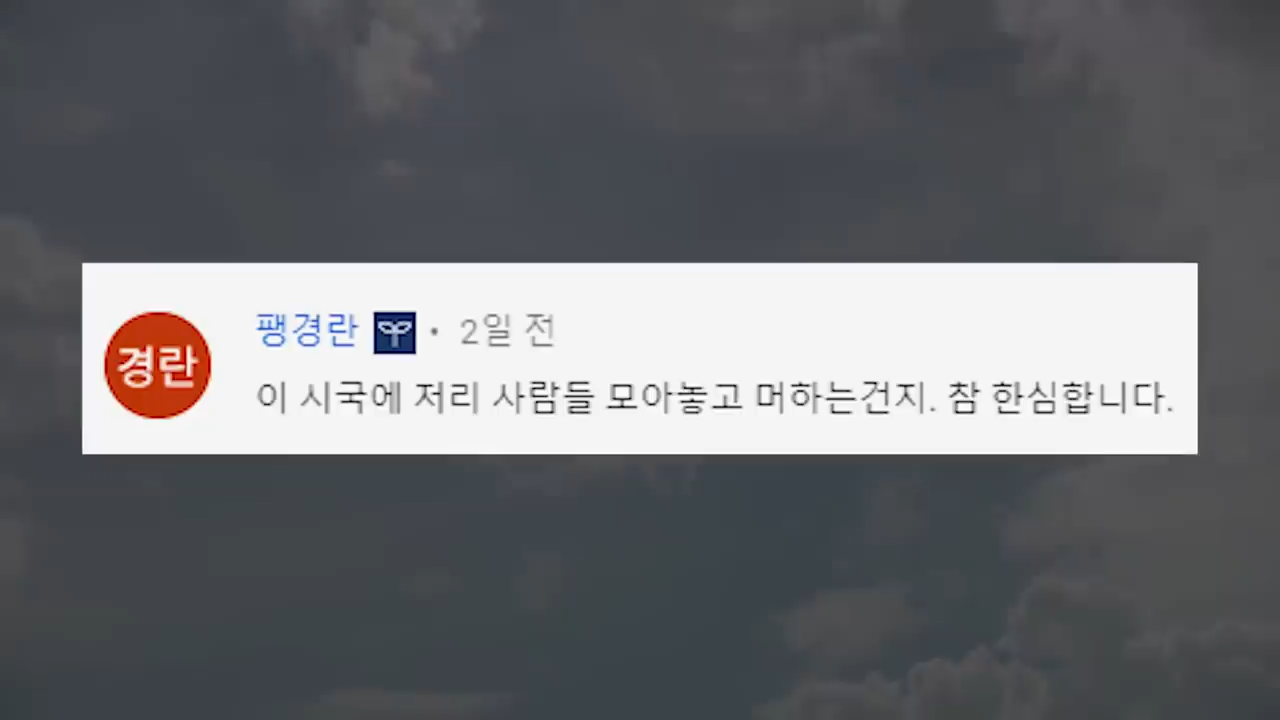 경란
팽경란 • 2일 전
이 시국에 저리 사람들 모아놓고 머하는건지. 참 한심합니다.